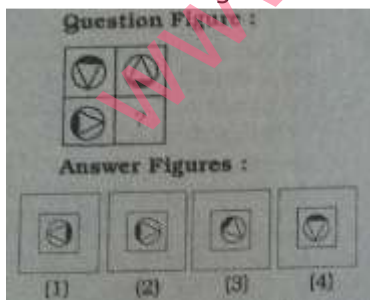 Question Figure :
?
Answer Figures :
(1) (2) (3) (4)